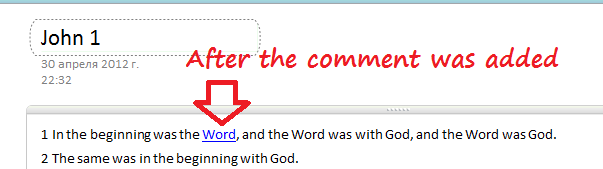 John 1
After the comment was added
30 апреля 2012 г.
22:32
1 In the beginning was the Word, and the Word was with God, and the Word was God.
2 The same was in the beginning with God.